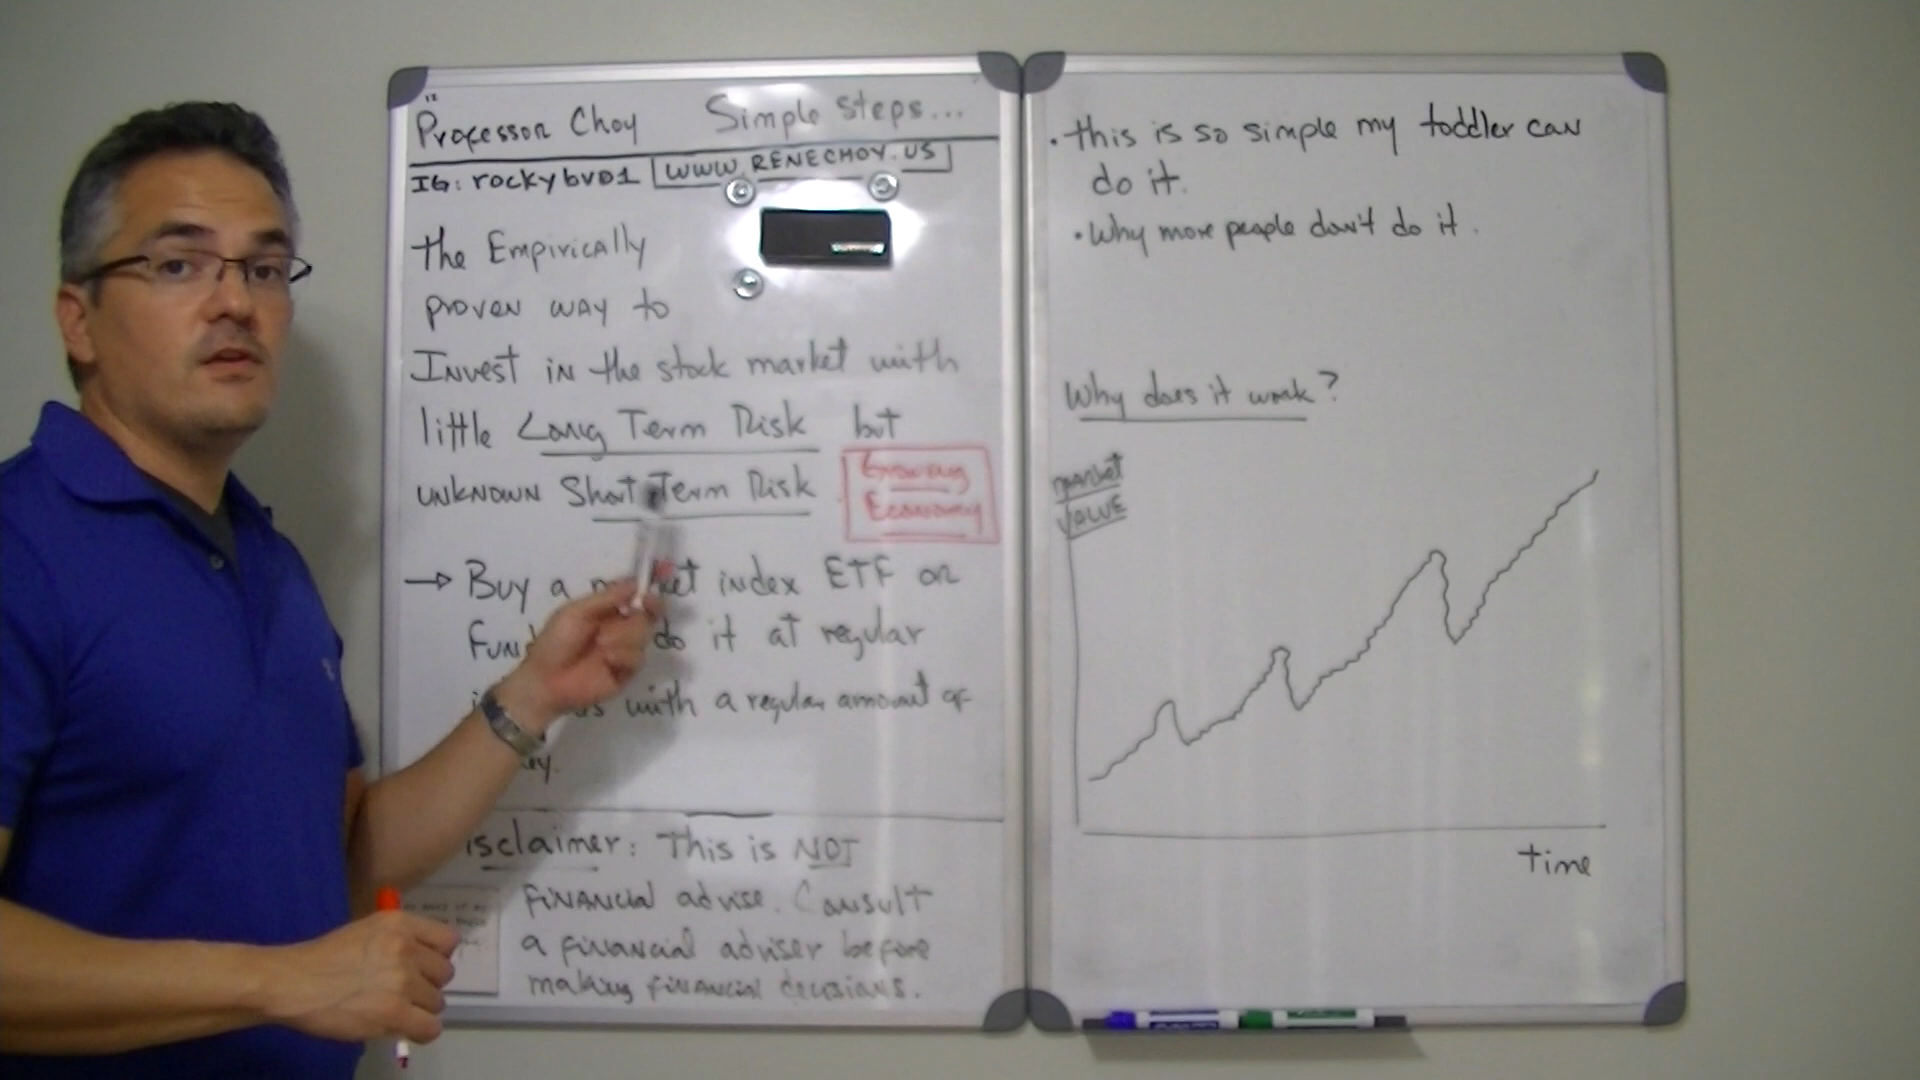 12
Professor Choy Simple Steps...
IG: rockybvd1 WWW.RENECHOY.US
the Empirically
proven way to
Invest in the stock market with
little Long Term Risk but
unknown Short Term Risk
Growing
Economy
→ Buy a market index ETF or
Fund do it at regular
with a regular amount of
isclaimer: This is NOT
financial advise. Consult
a financial adviser before
making financial decisions.
• this is so simple my toddler can
do it.
• Why more people don't do it.
Why does it work?
market
value
time